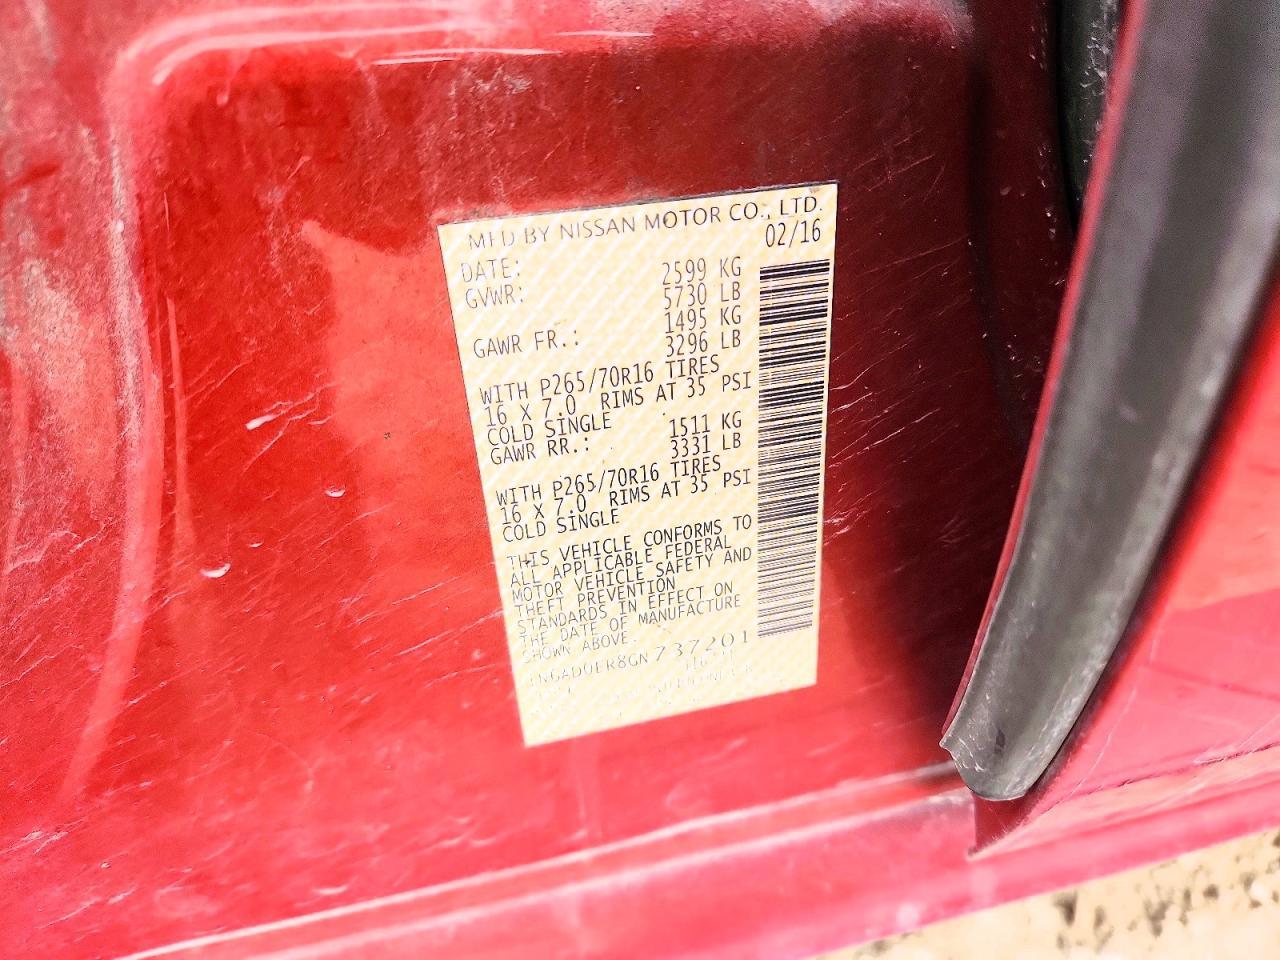 MFD BY NISSAN MOTOR CO., LTD.
DATE: 02/16
GVWR: 2599 KG
5730 LB
GAWR FR.: 1495 KG
3296 LB
WITH P265/70R16 TIRES
16 X 7.0 RIMS AT 35 PSI
COLD SINGLE
GAWR RR.: 1511 KG
3331 LB
WITH P265/70R16 TIRES
16 X 7.0 RIMS AT 35 PSI
COLD SINGLE
THIS VEHICLE CONFORMS TO
ALL APPLICABLE FEDERAL
MOTOR VEHICLE SAFETY AND
THEFT PREVENTION
STANDARDS IN EFFECT ON
THE DATE OF MANUFACTURE
SHOWN ABOVE.